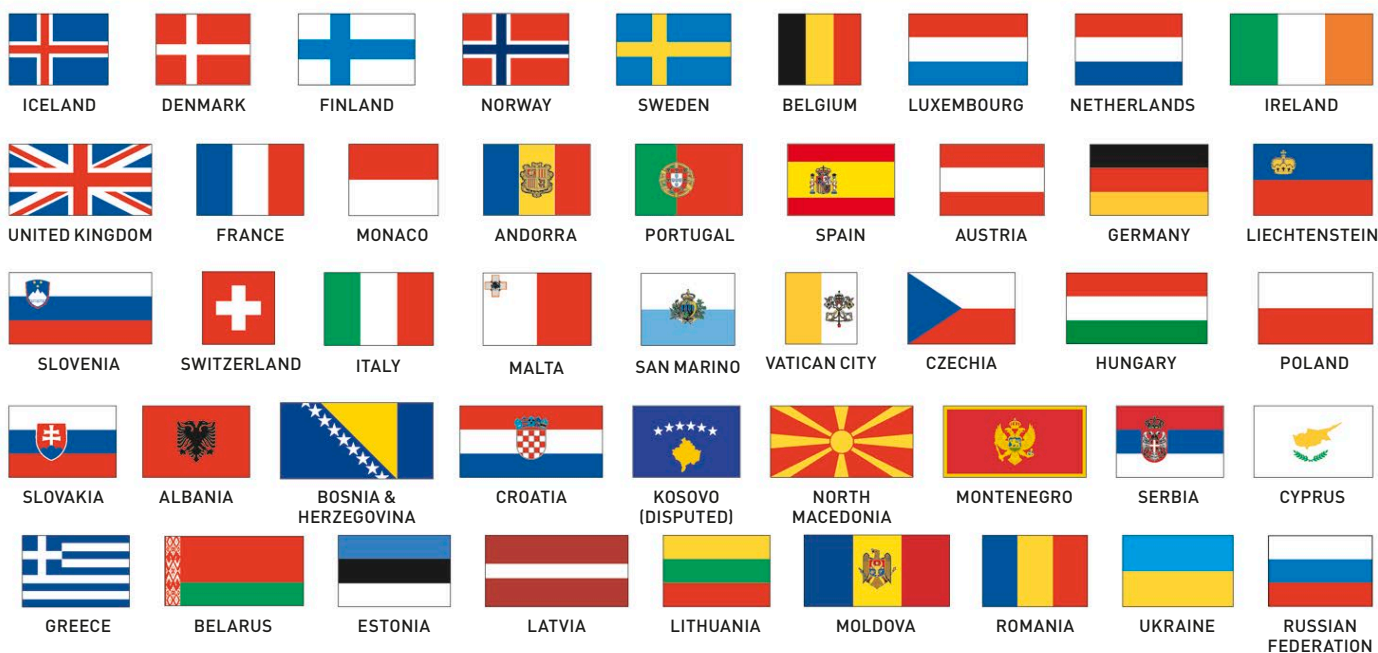 ICELAND
DENMARK
FINLAND
NORWAY
SWEDEN
BELGIUM
LUXEMBOURG
NETHERLANDS
IRELAND
UNITED KINGDOM
FRANCE
MONACO
ANDORRA
PORTUGAL
SPAIN
AUSTRIA
GERMANY
LIECHTENSTEIN
SLOVENIA
SWITZERLAND
ITALY
MALTA
SAN MARINO
VATICAN CITY
CZECHIA
HUNGARY
POLAND
SLOVAKIA
ALBANIA
BOSNIA &
HERZEGOVINA
CROATIA
KOSOVO
(DISPUTED)
NORTH
MACEDONIA
MONTENEGRO
SERBIA
CYPRUS
GREECE
BELARUS
ESTONIA
LATVIA
LITHUANIA
MOLDOVA
ROMANIA
UKRAINE
RUSSIAN
FEDERATION